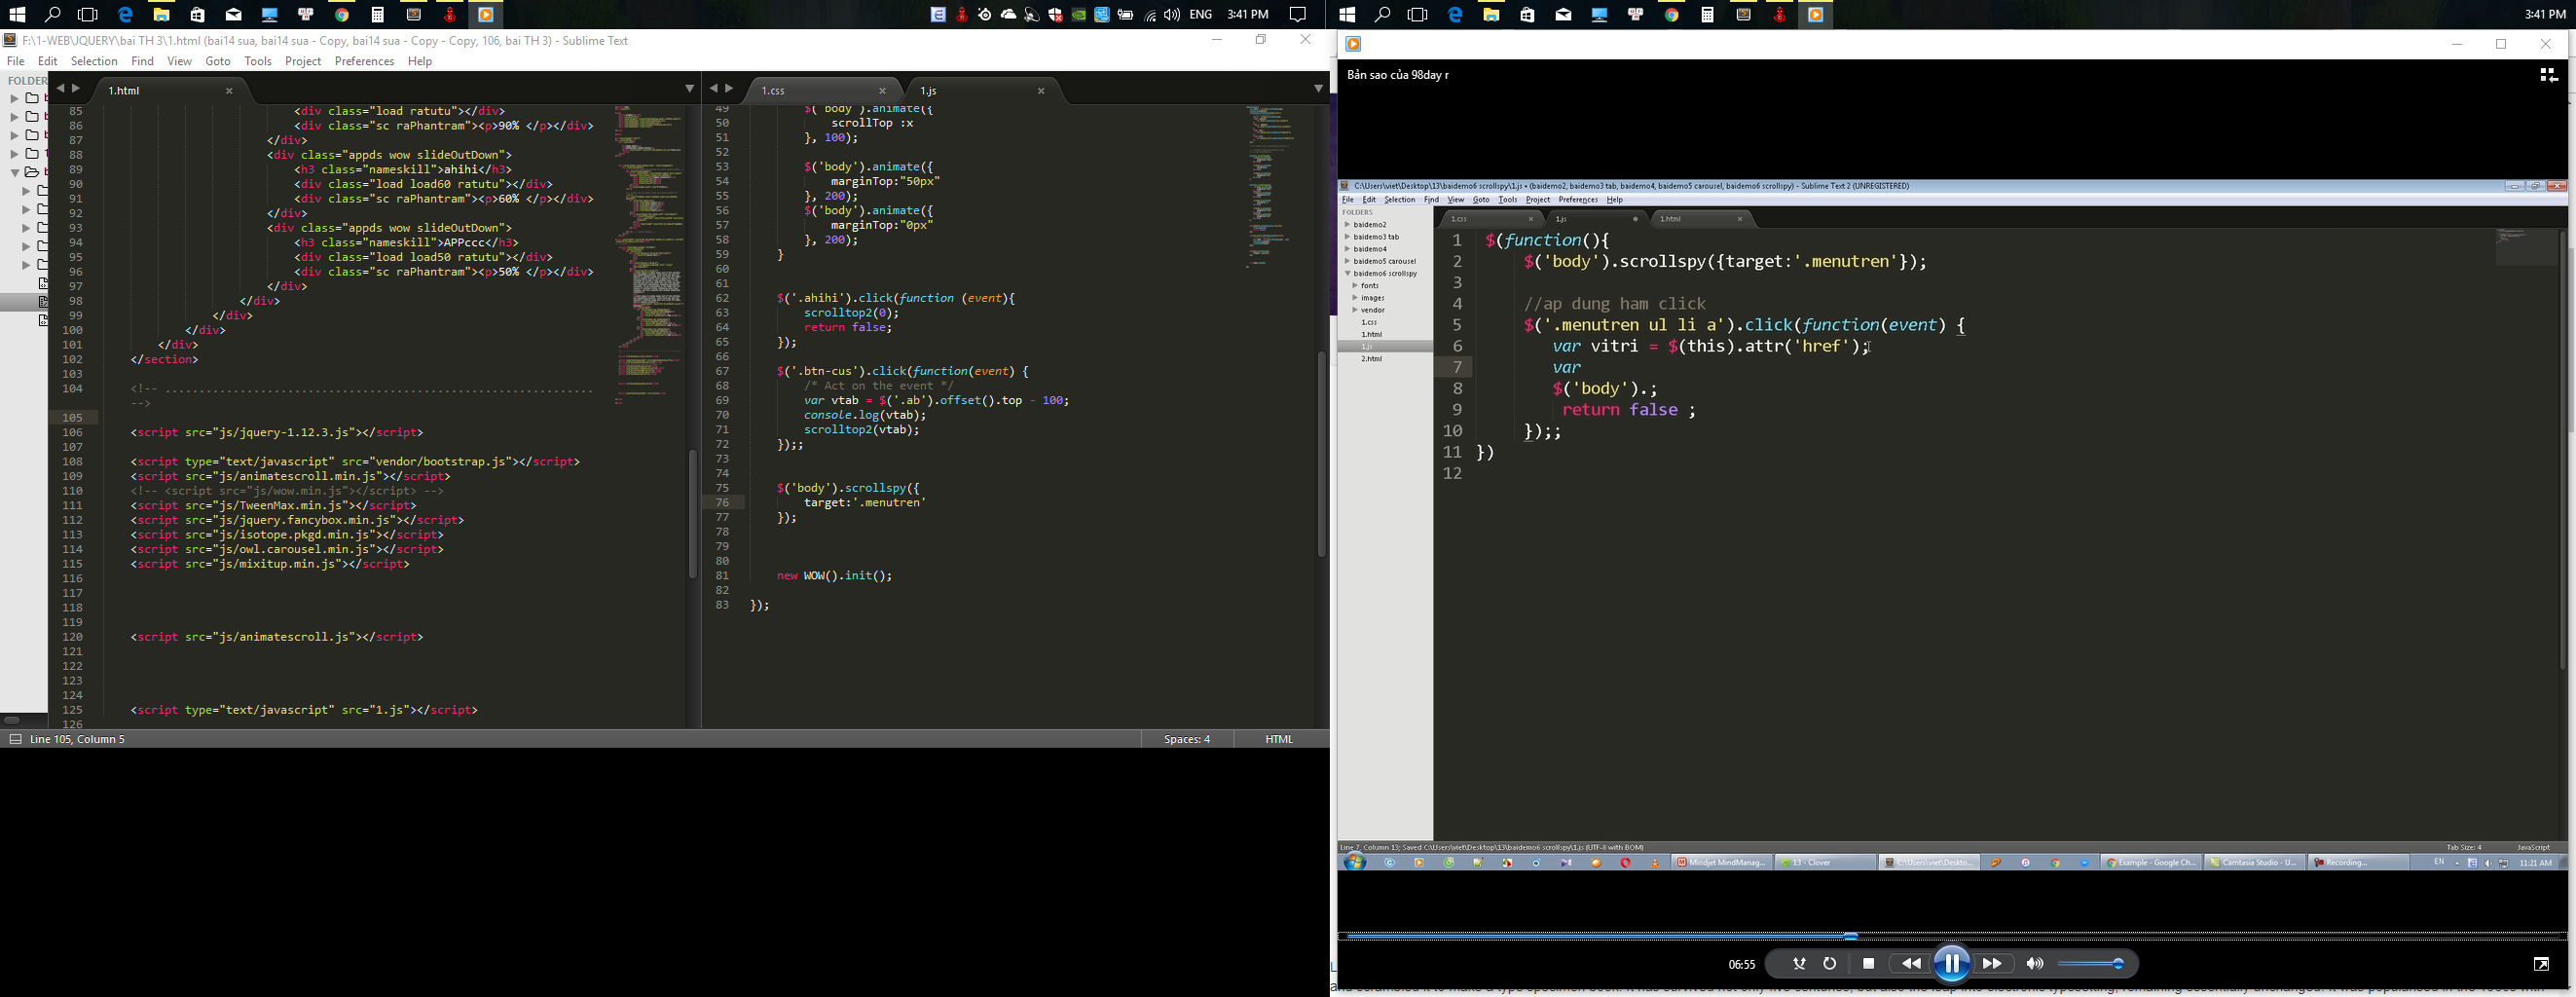 ENG 3:41 PM
3:41 PM
F:\1-WEB\JQUERY\bai TH 3\1.html (bai14 sua, bai14 sua - Copy, bai14 sua - Copy - Copy, 106, bai TH 3) - Sublime Text
File Edit Selection Find View Goto Tools Project Preferences Help
FOLDER
1.html
85 <div class="load ratutu"></div>
86 <div class="sc raPhantram"><p>90% </p></div>
87 </div>
88 <div class="appds wow slideOutDown">
89 <h3 class="nameskill">ahihi</h3>
90 <div class="load load60 ratutu"></div>
91 <div class="sc raPhantram"><p>60% </p></div>
92 </div>
93 <div class="appds wow slideOutDown">
94 <h3 class="nameskill">APPccc</h3>
95 <div class="load load50 ratutu"></div>
96 <div class="sc raPhantram"><p>50% </p></div>
97 </div>
98 </div>
99 </div>
100 </div>
101 </div>
102 </section>
103
104 <!-- ...............................................................
-->
105
106 <script src="js/jquery-1.12.3.js"></script>
107
108 <script type="text/javascript" src="vendor/bootstrap.js"></script>
109 <script src="js/animatescroll.min.js"></script>
110 <!-- <script src="js/wow.min.js"></script> -->
111 <script src="js/TweenMax.min.js"></script>
112 <script src="js/jquery.fancybox.min.js"></script>
113 <script src="js/isotope.pkgd.min.js"></script>
114 <script src="js/owl.carousel.min.js"></script>
115 <script src="js/mixitup.min.js"></script>
116
117
118
119
120 <script src="js/animatescroll.js"></script>
121
122
123
124
125 <script type="text/javascript" src="1.js"></script>
126
1.css
1.js
49 $('body').animate({
50 scrollTop :x
51 }, 100);
52
53 $('body').animate({
54 marginTop:"50px"
55 }, 200);
56 $('body').animate({
57 marginTop:"0px"
58 }, 200);
59 }
60
61
62 $('.ahihi').click(function (event){
63 scrolltop2(0);
64 return false;
65 });
66
67 $('.btn-cus').click(function(event) {
68 /* Act on the event */
69 var vtab = $('.ab').offset().top - 100;
70 console.log(vtab);
71 scrolltop2(vtab);
72 });;
73
74
75 $('body').scrollspy({
76 target:'.menutren'
77 });
78
79
80
81 new WOW().init();
82
83 });
Line 105, Column 5
Spaces: 4
HTML
Bản sao của 98day r
C:\Users\viet\Desktop\13\baidemo6 scrollspy\1.js • (baidemo2, baidemo3 tab, baidemo4, baidemo5 carousel, baidemo6 scrollspy) - Sublime Text 2 (UNREGISTERED)
File Edit Selection Find View Goto Tools Project Preferences Help
FOLDERS
baidemo2
baidemo3 tab
baidemo4
baidemo5 carousel
baidemo6 scrollspy
fonts
images
vendor
1.css
1.html
1.js
2.html
1.css
1.js
1.html
1 $(function(){
2 $('body').scrollspy({target:'.menutren'});
3
4 //ap dung ham click
5 $('.menutren ul li a').click(function(event) {
6 var vitri = $(this).attr('href');
7 var
8 $('body').;
9 return false ;
10 });;
11 })
12
Line 7, Column 13; Saved C:\Users\viet\Desktop\13\baidemo6 scrollspy\1.js (UTF-8 with BOM)
Tab Size: 4
JavaScript
Mindjet MindManag...
13 - Clover
C:\Users\viet\Deskto...
Example - Google Ch...
Camtasia Studio - U...
Recording...
EN
11:21 AM
06:55